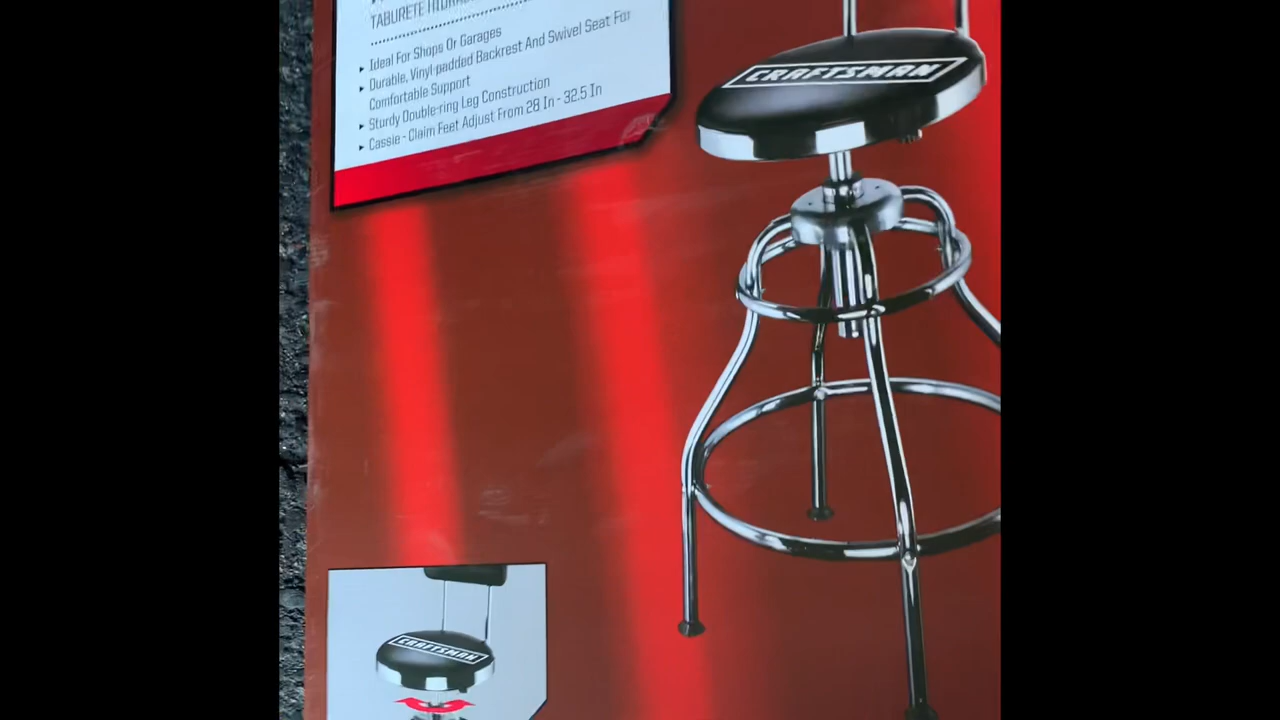 TABURETE
Ideal For Shops Or Garages
Durable, Vinyl-padded Backrest And Swivel Seat For
Comfortable Support
Sturdy Double-ring Leg Construction
Cassie - Claim Feet Adjust From 28 In - 32.5 In
CRAFTSMAN
CRAFTSMAN